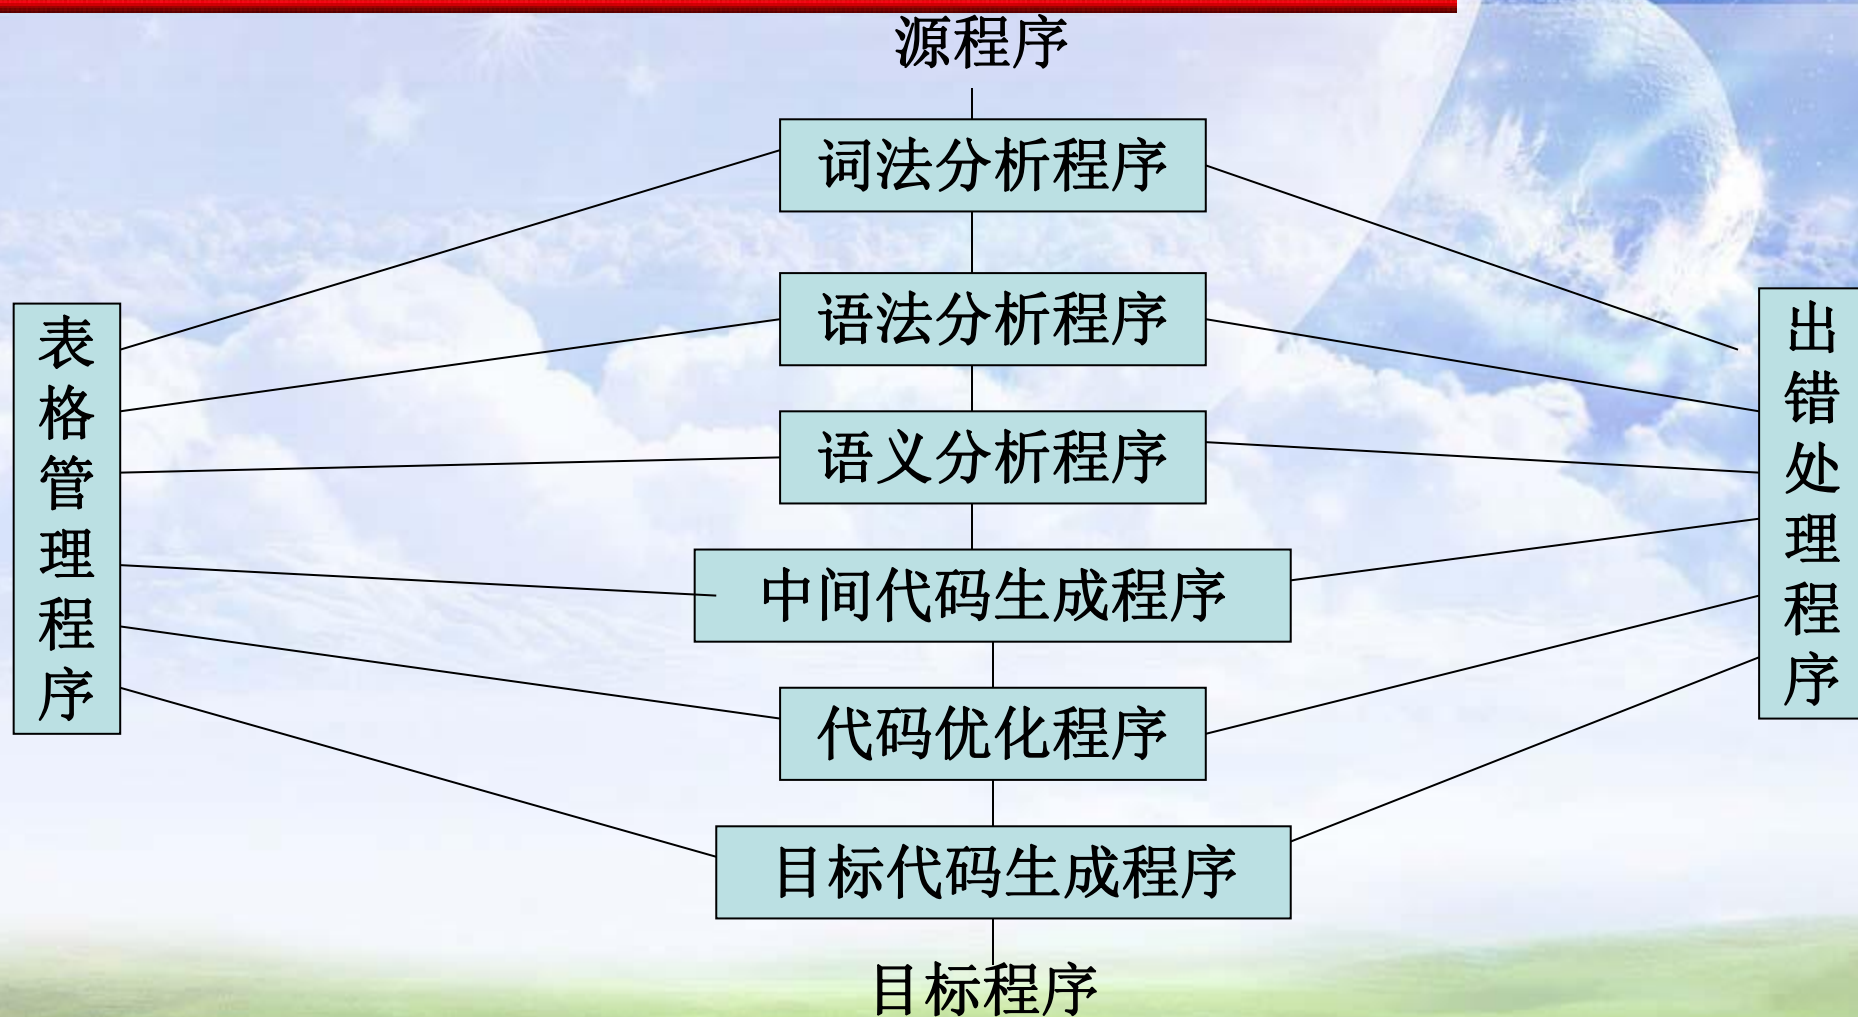 源程序
词法分析程序
语法分析程序
语义分析程序
中间代码生成程序
代码优化程序
目标代码生成程序
目标程序
表格管理程序
出错处理程序